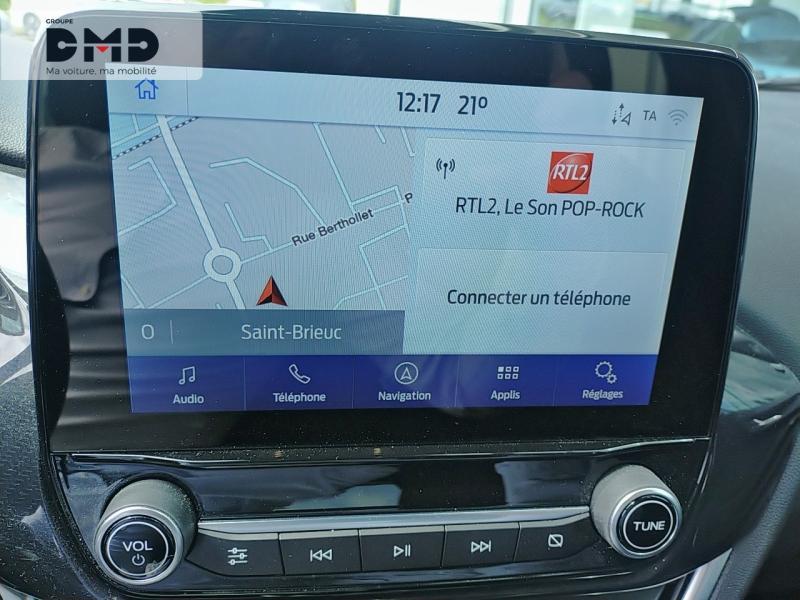 GROUPE
DMD
Ma voiture, ma mobilité
12:17 21°
TA
RTL2
RTL2, Le Son POP-ROCK
Rue Berthollet
P
Connecter un téléphone
O Saint-Brieuc
Audio Téléphone Navigation Applis Réglages
VOL
TUNE